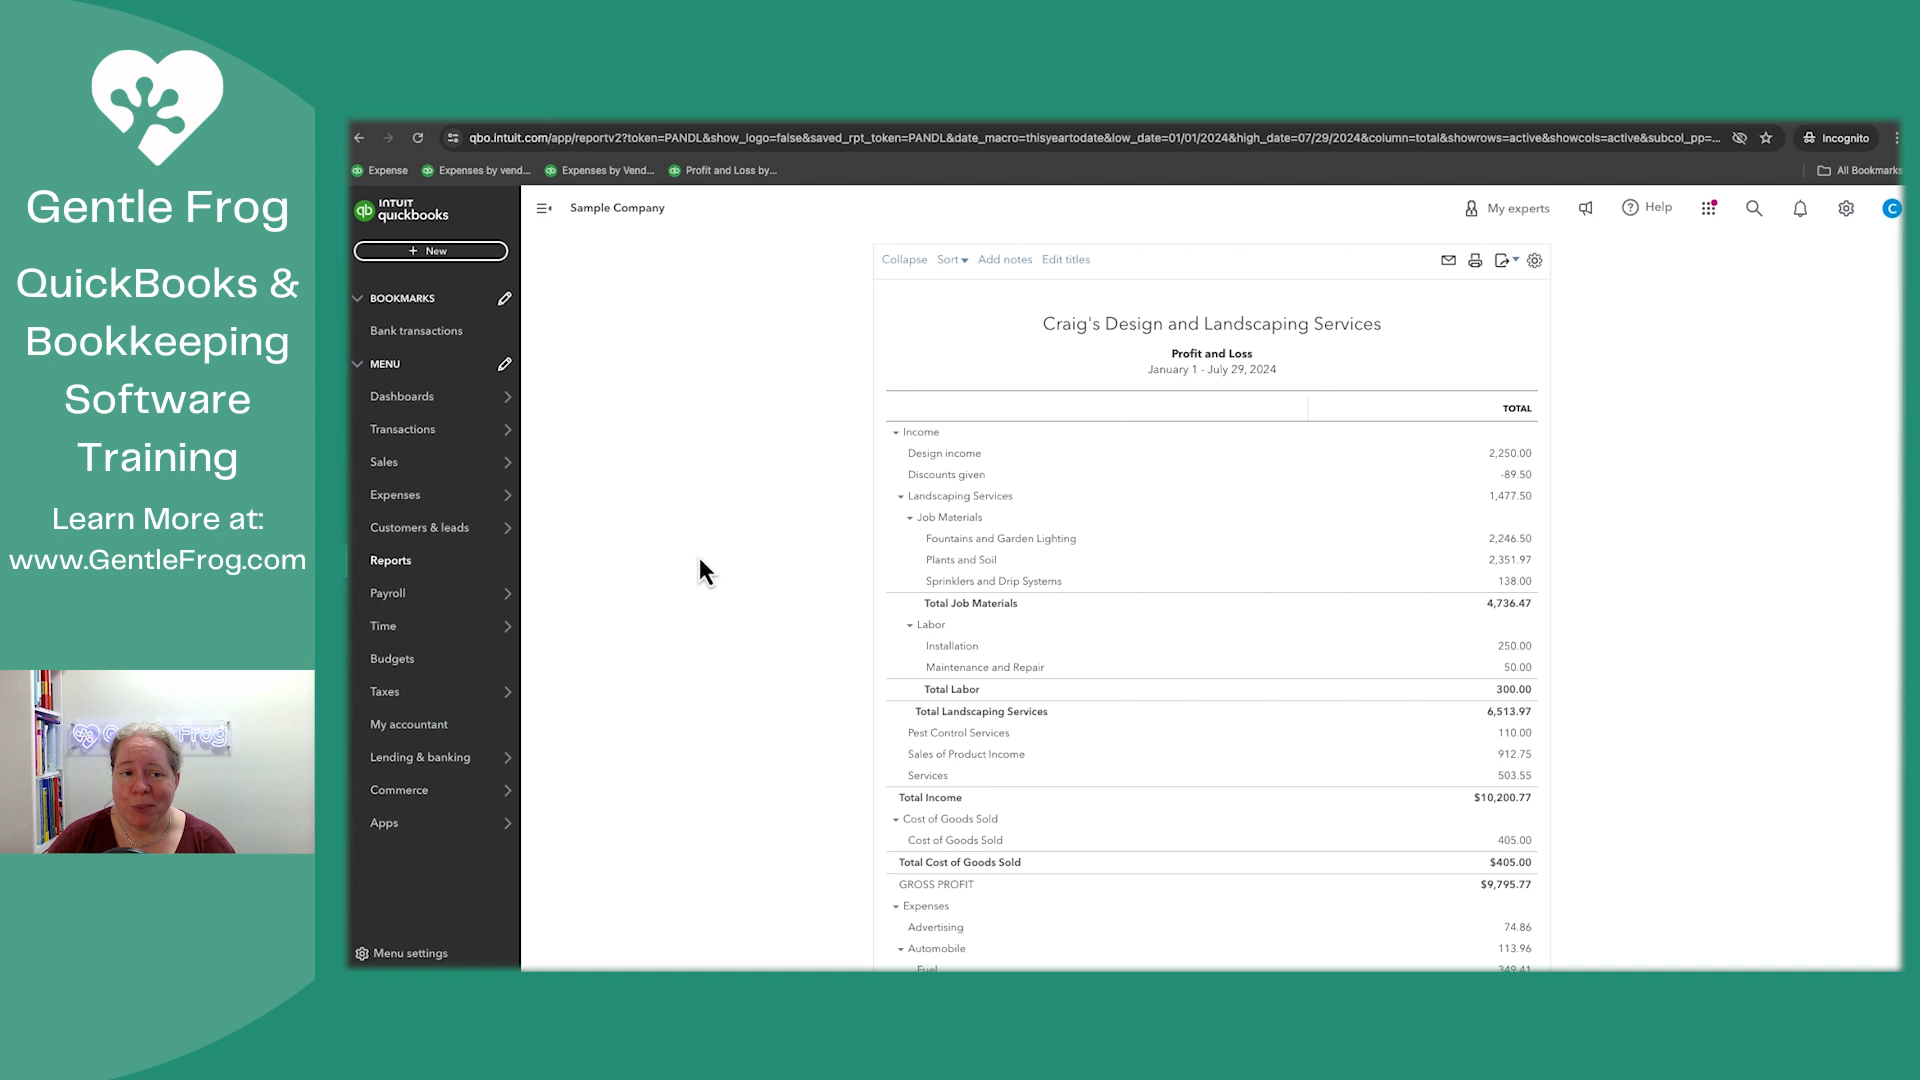 Gentle Frog
QuickBooks &
Bookkeeping
Software
Training
Learn More at:
www.GentleFrog.com
qbo.intuit.com/app/reportv2?token=PANDL&show_logo=false&saved_rpt_token=PANDL&date_macro=thisyeartodate&low_date=01/01/2024&high_date=07/29/2024&column=total&showrows=active&showcols=active&subcol_pp=...
Incognito
Expense
Expenses by vend...
Expenses by Vend...
Profit and Loss by...
All Bookmarks
qb INTUIT
quickbooks
Sample Company
My experts
Help
C
+ New
BOOKMARKS
Bank transactions
MENU
Dashboards
Transactions
Sales
Expenses
Customers & leads
Reports
Payroll
Time
Budgets
Taxes
My accountant
Lending & banking
Commerce
Apps
Menu settings
Collapse Sort Add notes Edit titles
Craig's Design and Landscaping Services
Profit and Loss
January 1 - July 29, 2024
TOTAL
Income
Design income 2,250.00
Discounts given -89.50
Landscaping Services 1,477.50
Job Materials
Fountains and Garden Lighting 2,246.50
Plants and Soil 2,351.97
Sprinklers and Drip Systems 138.00
Total Job Materials 4,736.47
Labor
Installation 250.00
Maintenance and Repair 50.00
Total Labor 300.00
Total Landscaping Services 6,513.97
Pest Control Services 110.00
Sales of Product Income 912.75
Services 503.55
Total Income $10,200.77
Cost of Goods Sold
Cost of Goods Sold 405.00
Total Cost of Goods Sold $405.00
GROSS PROFIT $9,795.77
Expenses
Advertising 74.86
Automobile 113.96
Fuel 349.41